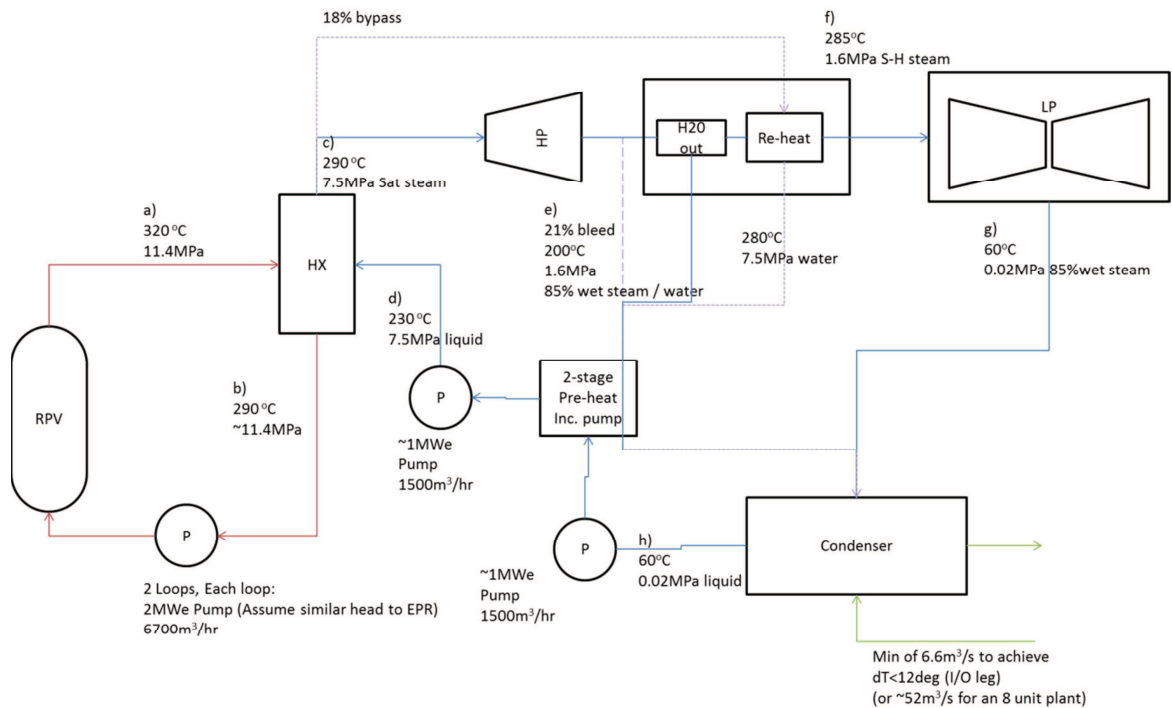 18% bypass
f)
285°C
1.6MPa S-H steam
HP
H20
out
Re-heat
LP
c)
290 °C
7.5MPa Sat steam
a)
320 °C
11.4MPa
HX
e)
21% bleed
200°C
1.6MPa
85% wet steam / water
280°C
7.5MPa water
g)
60°C
0.02MPa 85%wet steam
d)
230 °C
7.5MPa liquid
RPV
b)
290 °C
~11.4MPa
P
2-stage
Pre-heat
Inc. pump
~1MWe
Pump
1500m³/hr
P
2 Loops, Each loop:
2MWe Pump (Assume similar head to EPR)
6700m³/hr
P
~1MWe
Pump
1500m³/hr
h)
60°C
0.02MPa liquid
Condenser
Min of 6.6m³/s to achieve
dT<12deg (I/O leg)
(or ~52m³/s for an 8 unit plant)